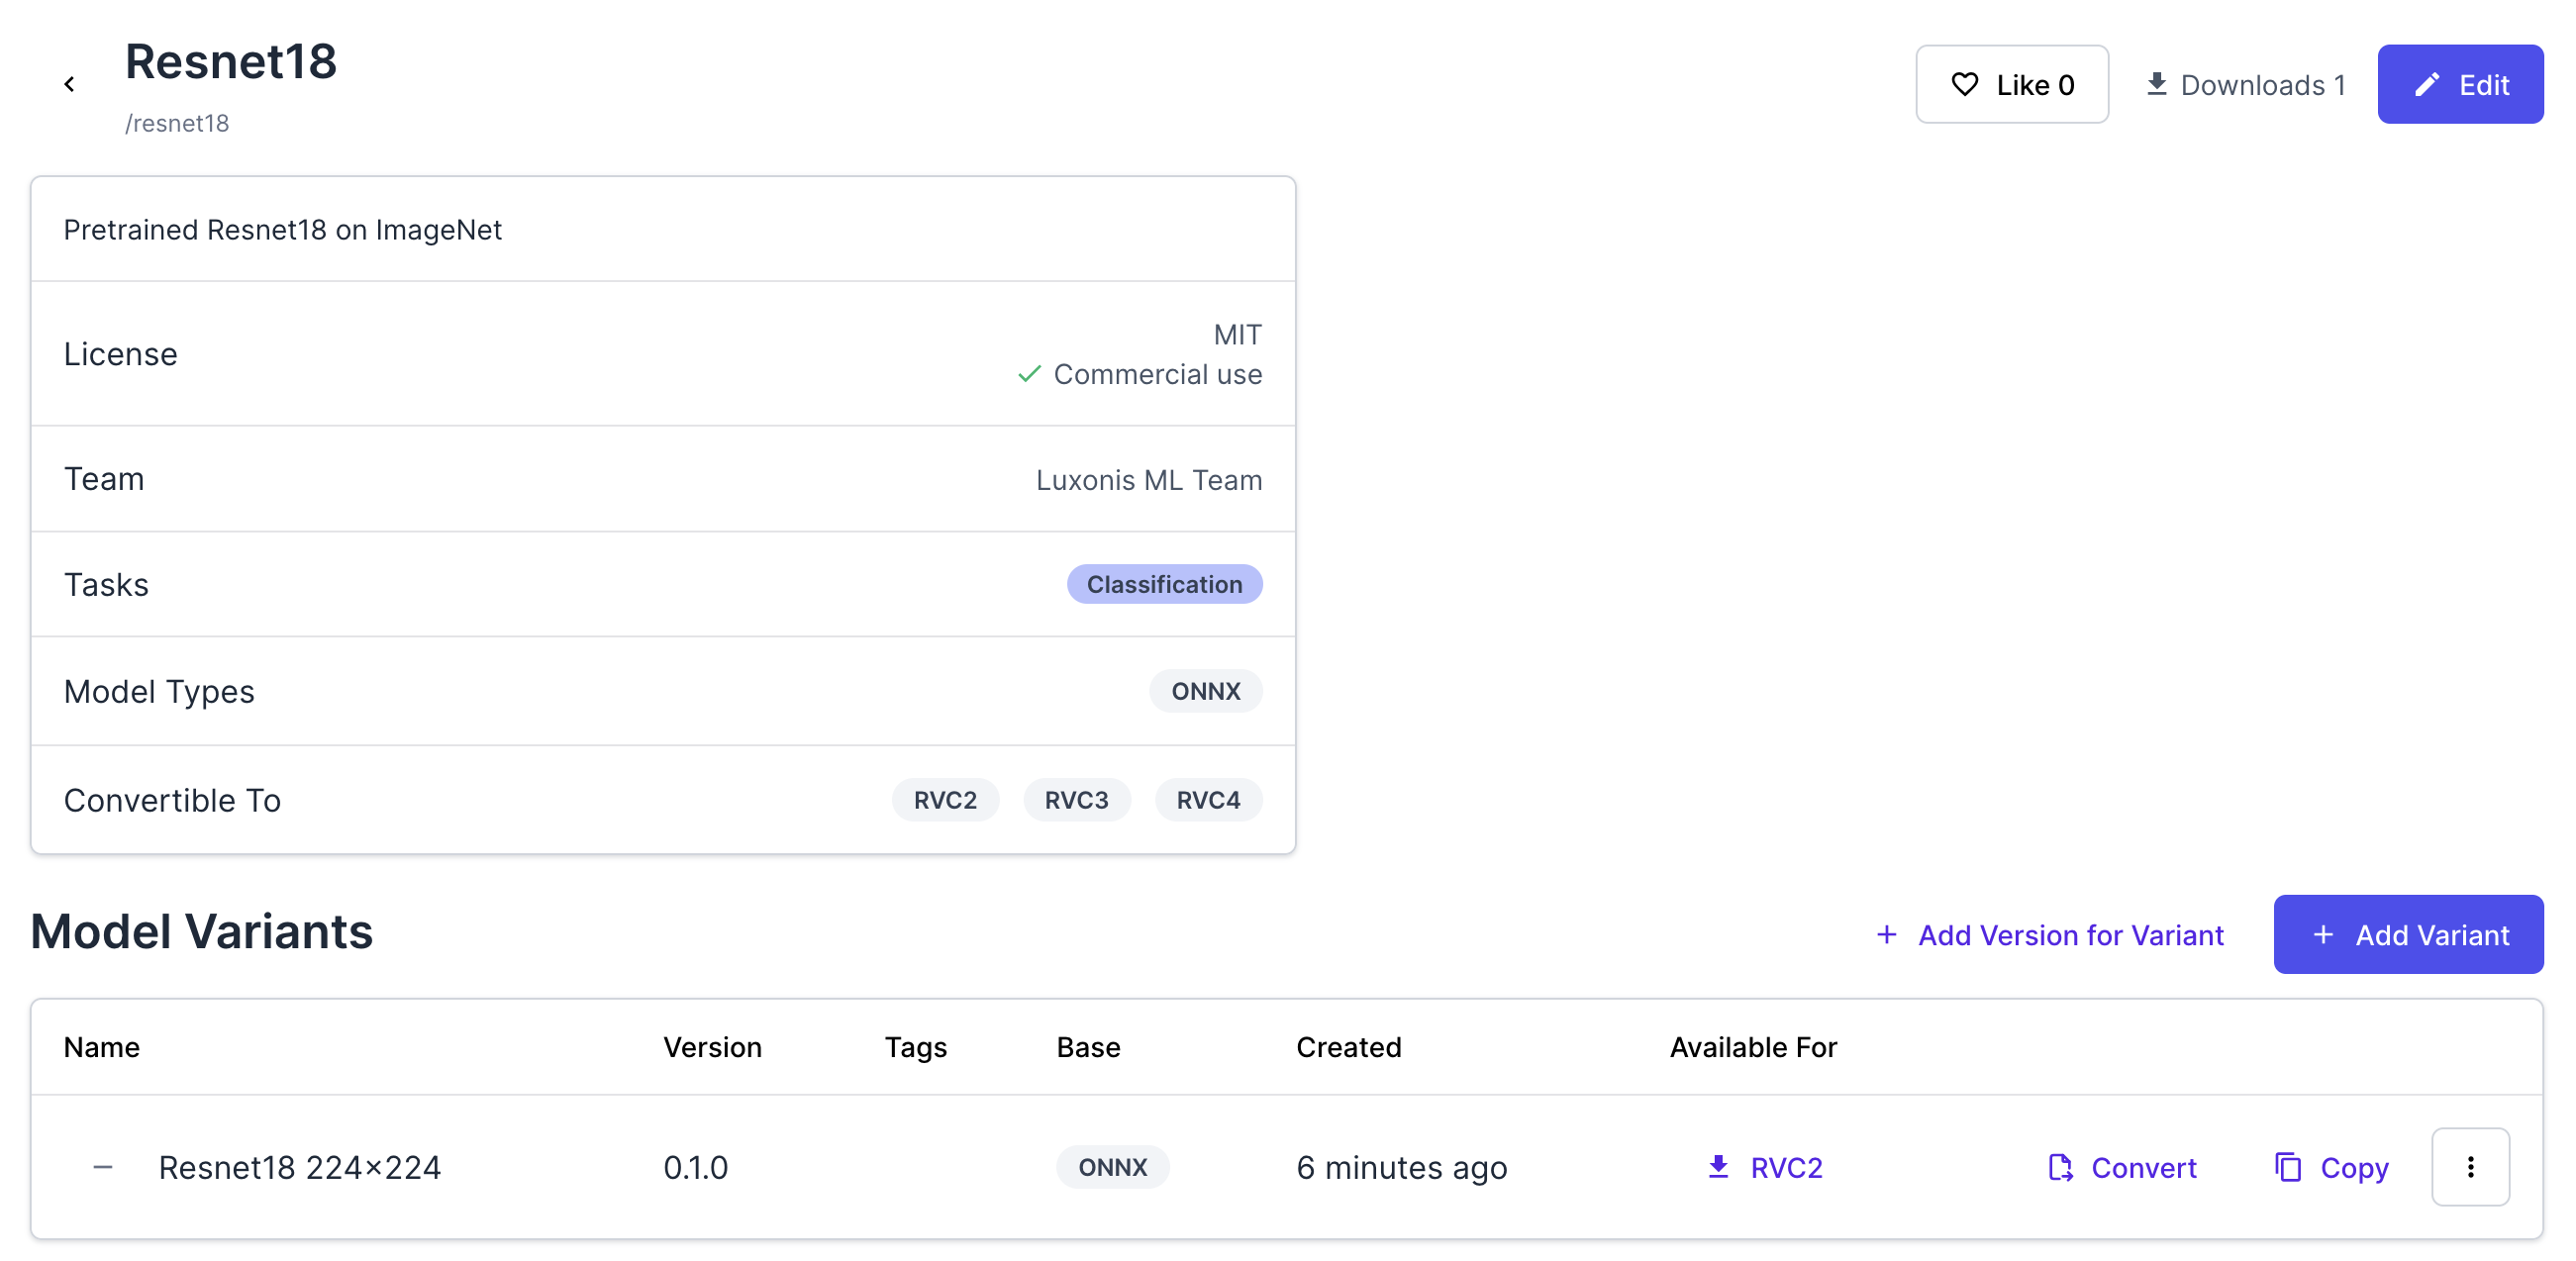 Resnet18
/resnet18
Like 0
Downloads 1
Edit
Pretrained Resnet18 on ImageNet
License
MIT
Commercial use
Team
Luxonis ML Team
Tasks
Classification
Model Types
ONNX
Convertible To
RVC2 RVC3 RVC4
Model Variants
+ Add Version for Variant
+ Add Variant
Name Version Tags Base Created Available For
Resnet18 224x224 0.1.0 ONNX 6 minutes ago RVC2 Convert Copy